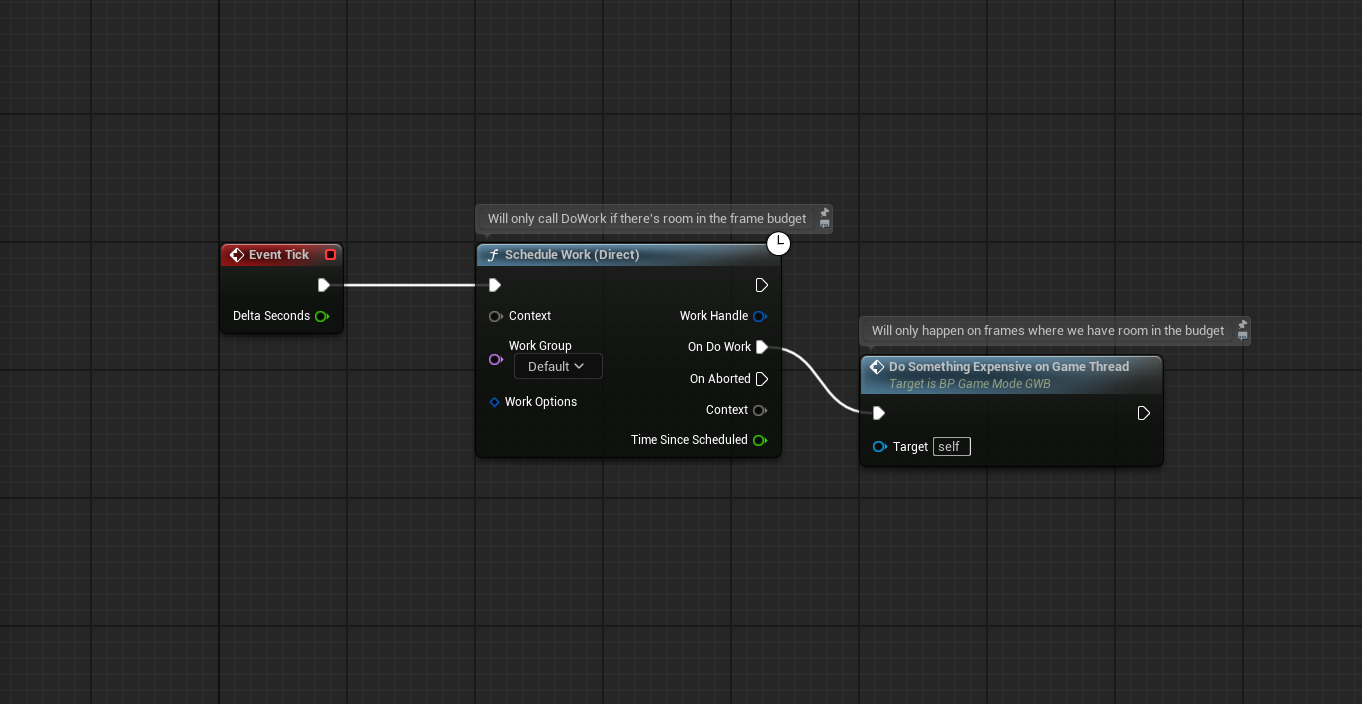 Will only call DoWork if there's room in the frame budget
Event Tick
Delta Seconds
Schedule Work (Direct)
Context
Work Handle
Work Group
Default
On Do Work
On Aborted
Work Options
Context
Time Since Scheduled
Will only happen on frames where we have room in the budget
Do Something Expensive on Game Thread
Target is BP Game Mode GWB
Target self